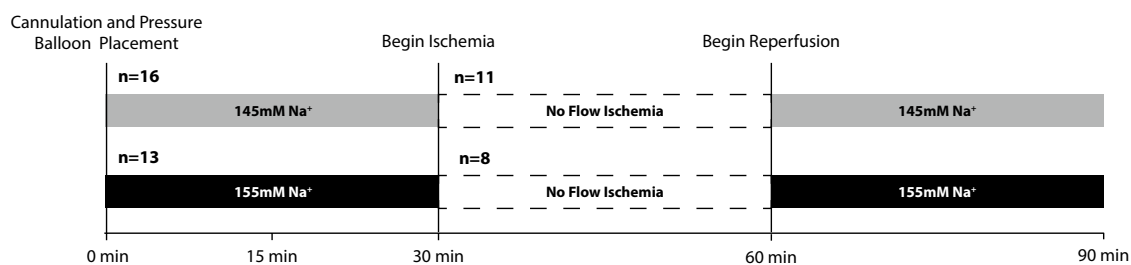 Cannulation and Pressure
Balloon Placement
Begin Ischemia
Begin Reperfusion
n=16
n=11
145mM Na⁺
No Flow Ischemia
145mM Na⁺
n=13
n=8
155mM Na⁺
No Flow Ischemia
155mM Na⁺
0 min
15 min
30 min
60 min
90 min